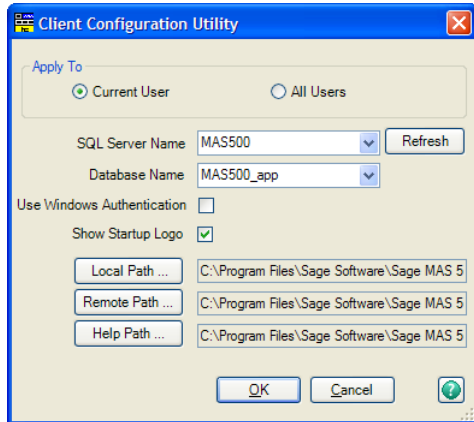 Client Configuration Utility
Apply To
Current User All Users
SQL Server Name MAS500 Refresh
Database Name MAS500_app
Use Windows Authentication
Show Startup Logo
Local Path ... C:\Program Files\Sage Software\Sage MAS 5
Remote Path ... C:\Program Files\Sage Software\Sage MAS 5
Help Path ... C:\Program Files\Sage Software\Sage MAS 5
OK Cancel ?